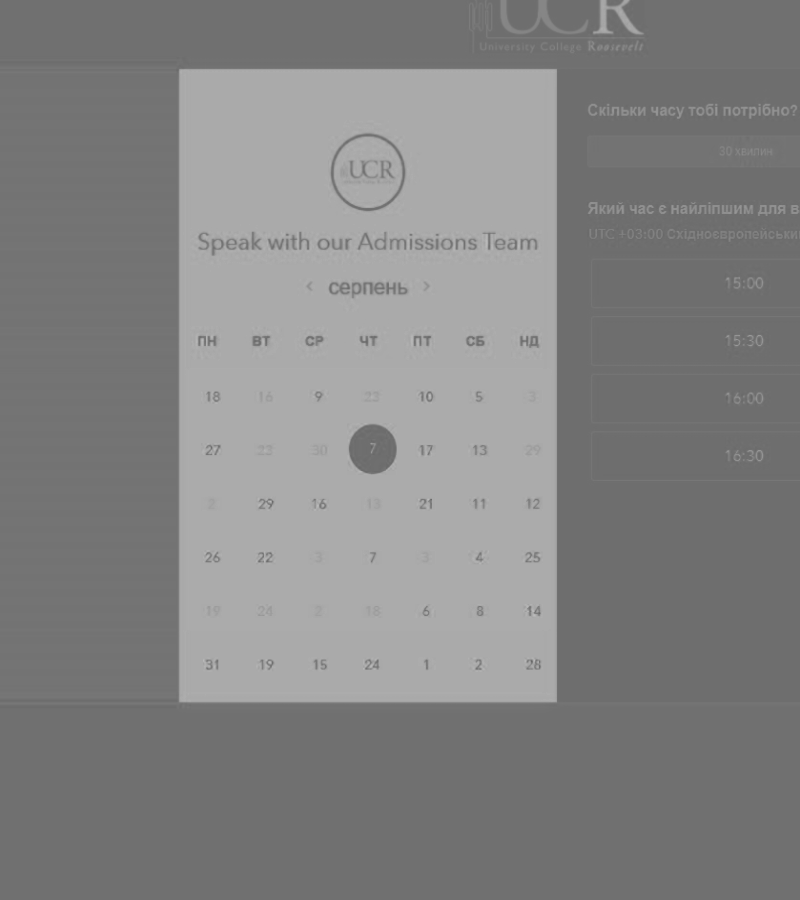 UCR
University College Roosevelt
UCR
Speak with our Admissions Team
‹ серпень ›
ПН ВТ СР ЧТ ПТ СБ НД
18 16 9 22 10 5 3
27 23 30 7 17 13 29
2 29 16 13 21 11 12
26 22 3 7 3 4 25
19 24 2 18 6 8 14
31 19 15 24 1 2 28
Скільки часу тобі потрібно?
30 хвилин
Який час є найліпшим для в
UTC +03:00 Східноєвропейськи
15:00
15:30
16:00
16:30